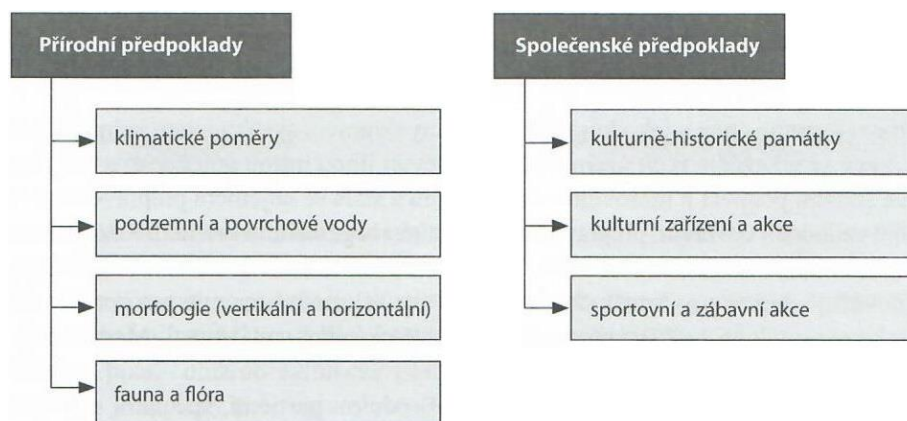 Přírodní předpoklady
klimatické poměry
podzemní a povrchové vody
morfologie (vertikální a horizontální)
fauna a flóra
Společenské předpoklady
kulturně-historické památky
kulturní zařízení a akce
sportovní a zábavní akce